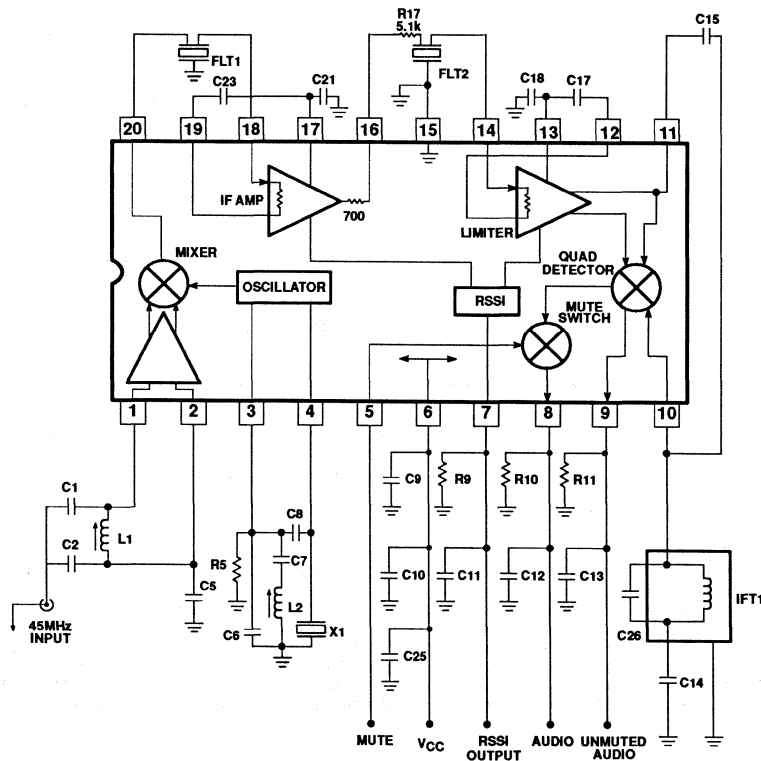 R17
5.1k
C15
FLT1
FLT2
C23
C21
C18
C17
20
19
18
17
16
15
14
13
12
11
IF AMP
700
LIMITER
MIXER
OSCILLATOR
RSSI
QUAD
DETECTOR
MUTE
SWITCH
1
2
3
4
5
6
7
8
9
10
C1
L1
C2
C5
45MHz
INPUT
R5
C6
C8
C7
L2
X1
C9
R9
R10
R11
C10
C11
C12
C13
C25
C26
IFT1
C14
MUTE
VCC
RSSI
OUTPUT
AUDIO
UNMUTED
AUDIO